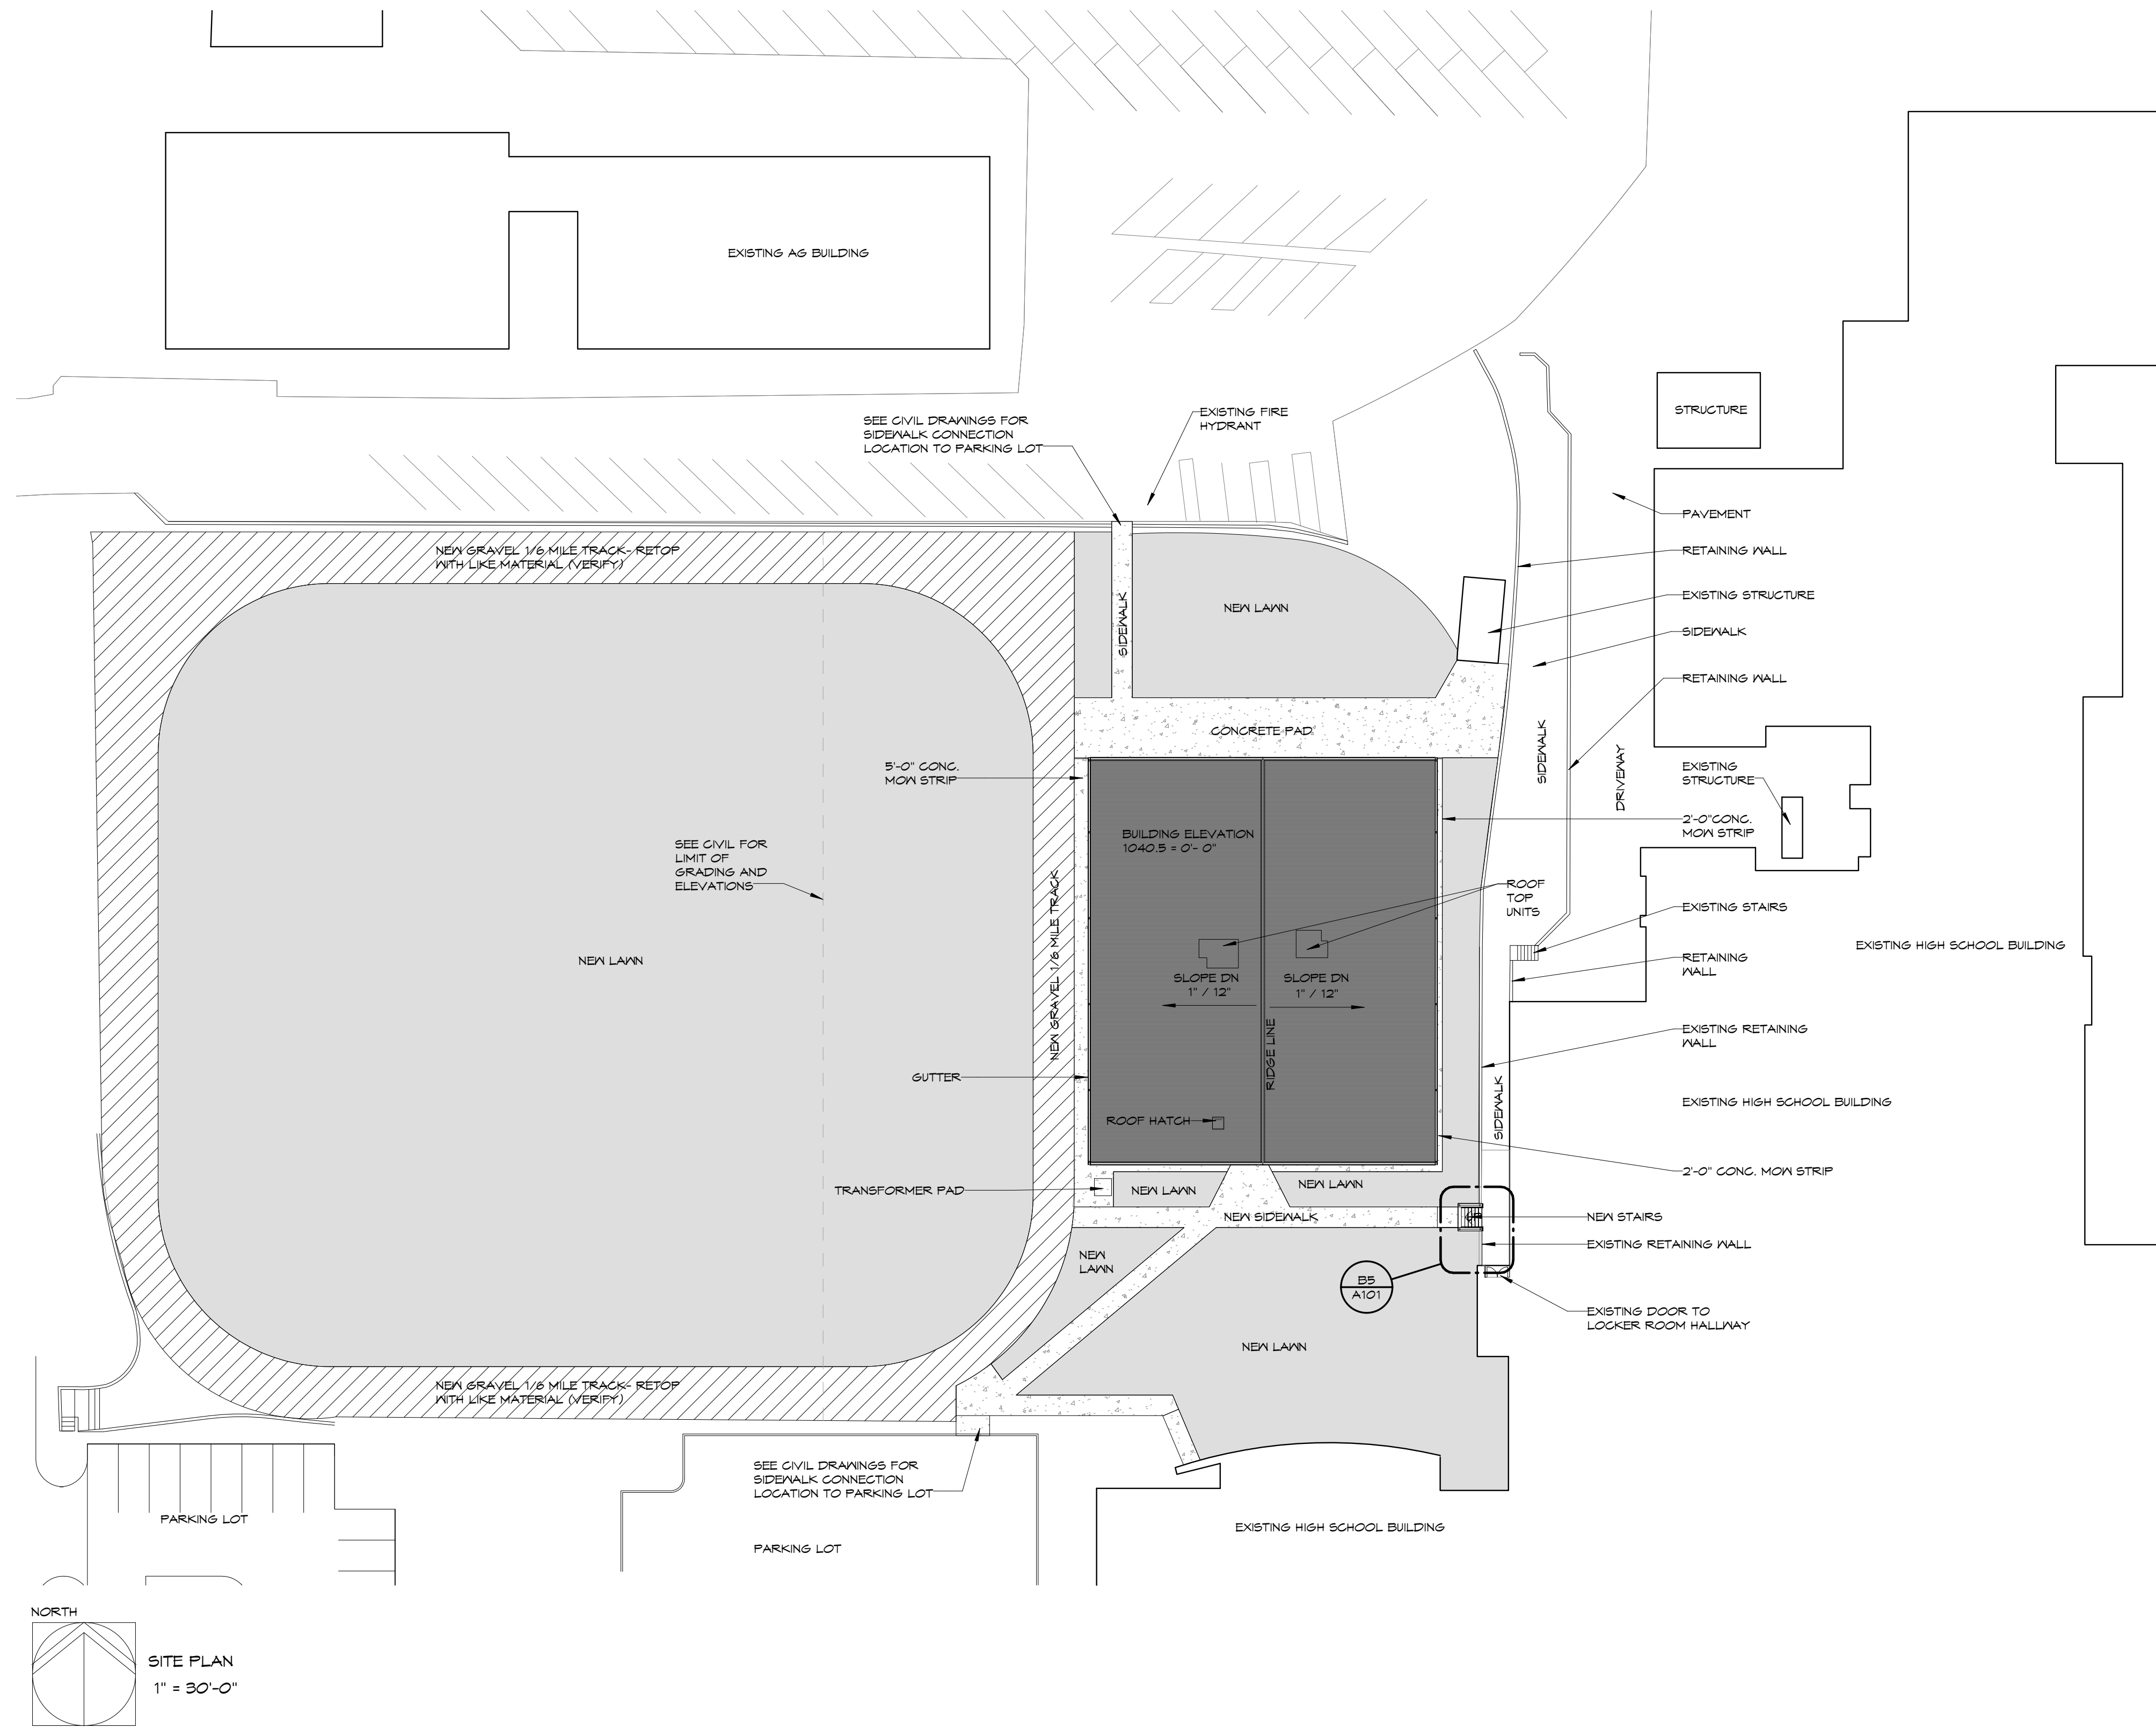 EXISTING AG BUILDING
SEE CIVIL DRAWINGS FOR
SIDEWALK CONNECTION
LOCATION TO PARKING LOT
EXISTING FIRE
HYDRANT
STRUCTURE
PAVEMENT
RETAINING WALL
EXISTING STRUCTURE
SIDEWALK
RETAINING WALL
NEW GRAVEL 1/6 MILE TRACK- RETOP
WITH LIKE MATERIAL (VERIFY)
SIDEWALK
NEW LAWN
CONCRETE PAD
SIDEWALK
DRIVEWAY
5'-0" CONC.
MOW STRIP
EXISTING
STRUCTURE
2'-0"CONC.
MOW STRIP
BUILDING ELEVATION
1040.5 = 0'- 0"
SEE CIVIL FOR
LIMIT OF
GRADING AND
ELEVATIONS
NEW GRAVEL 1/6 MILE TRACK
ROOF
TOP
UNITS
EXISTING STAIRS
EXISTING HIGH SCHOOL BUILDING
NEW LAWN
RETAINING
WALL
SLOPE DN
1" / 12"
SLOPE DN
1" / 12"
RIDGE LINE
EXISTING RETAINING
WALL
GUTTER
EXISTING HIGH SCHOOL BUILDING
SIDEWALK
ROOF HATCH
2'-0" CONC. MOW STRIP
TRANSFORMER PAD
NEW LAWN
NEW LAWN
NEW SIDEWALK
NEW STAIRS
EXISTING RETAINING WALL
NEW
LAWN
B5
A101
EXISTING DOOR TO
LOCKER ROOM HALLWAY
NEW LAWN
NEW GRAVEL 1/6 MILE TRACK- RETOP
WITH LIKE MATERIAL (VERIFY)
SEE CIVIL DRAWINGS FOR
SIDEWALK CONNECTION
LOCATION TO PARKING LOT
PARKING LOT
EXISTING HIGH SCHOOL BUILDING
PARKING LOT
NORTH
SITE PLAN
1" = 30'-0"